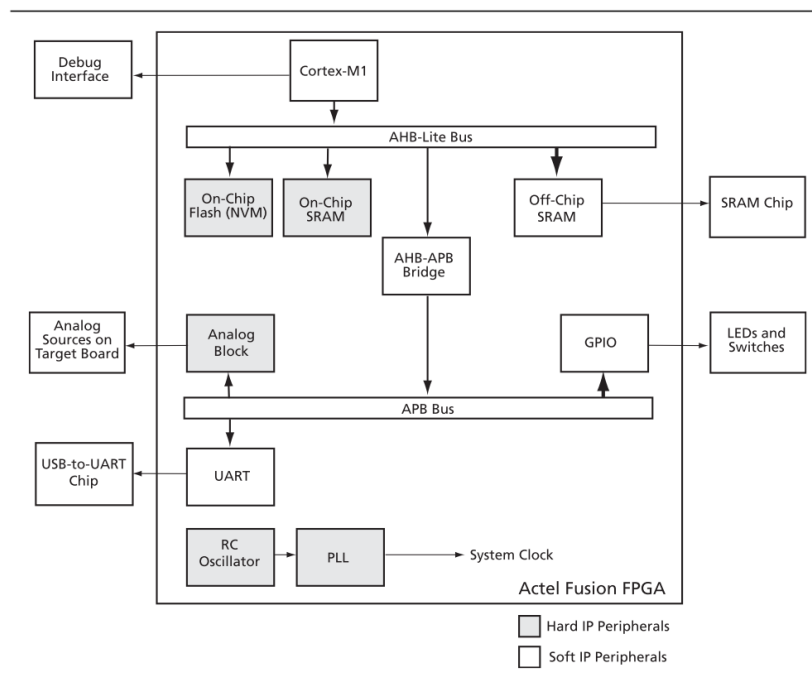 Debug
Interface
Cortex-M1
AHB-Lite Bus
On-Chip
Flash (NVM)
On-Chip
SRAM
Off-Chip
SRAM
SRAM Chip
AHB-APB
Bridge
Analog
Sources on
Target Board
Analog
Block
GPIO
LEDs and
Switches
APB Bus
USB-to-UART
Chip
UART
RC
Oscillator
PLL
System Clock
Actel Fusion FPGA
Hard IP Peripherals
Soft IP Peripherals